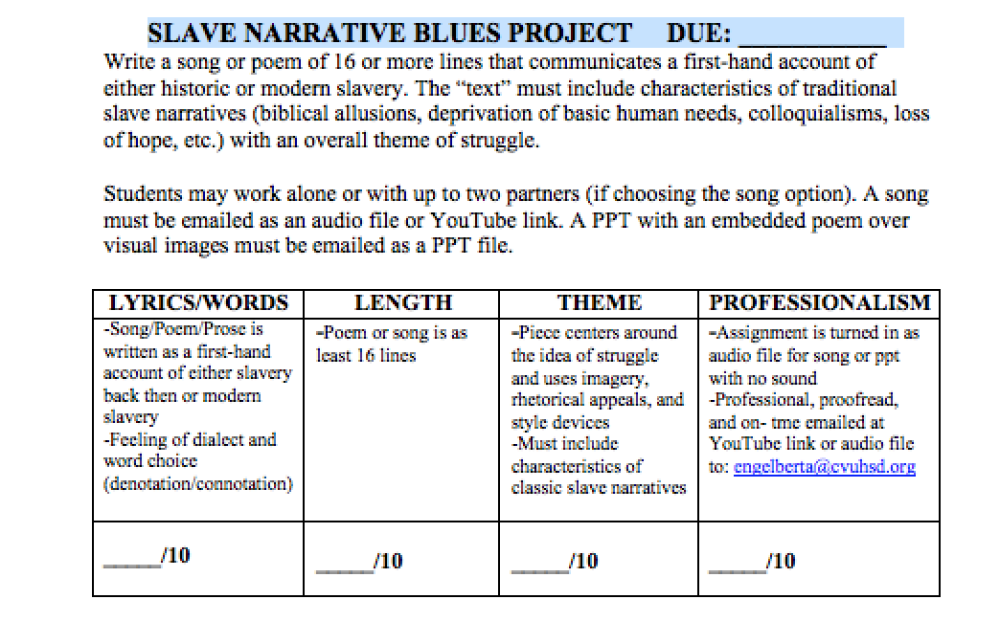 SLAVE NARRATIVE BLUES PROJECT DUE: ___________
Write a song or poem of 16 or more lines that communicates a first-hand account of
either historic or modern slavery. The “text” must include characteristics of traditional
slave narratives (biblical allusions, deprivation of basic human needs, colloquialisms, loss
of hope, etc.) with an overall theme of struggle.
Students may work alone or with up to two partners (if choosing the song option). A song
must be emailed as an audio file or YouTube link. A PPT with an embedded poem over
visual images must be emailed as a PPT file.
LYRICS/WORDS
-Song/Poem/Prose is
written as a first-hand
account of either slavery
back then or modern
slavery
-Feeling of dialect and
word choice
(denotation/connotation)
_____/10
LENGTH
-Poem or song is as
least 16 lines
_____/10
THEME
-Piece centers around
the idea of struggle
and uses imagery,
rhetorical appeals, and
style devices
-Must include
characteristics of
classic slave narratives
_____/10
PROFESSIONALISM
-Assignment is turned in as
audio file for song or ppt
with no sound
-Professional, proofread,
and on- tme emailed at
YouTube link or audio file
to: engelberta@cvuhsd.org
_____/10